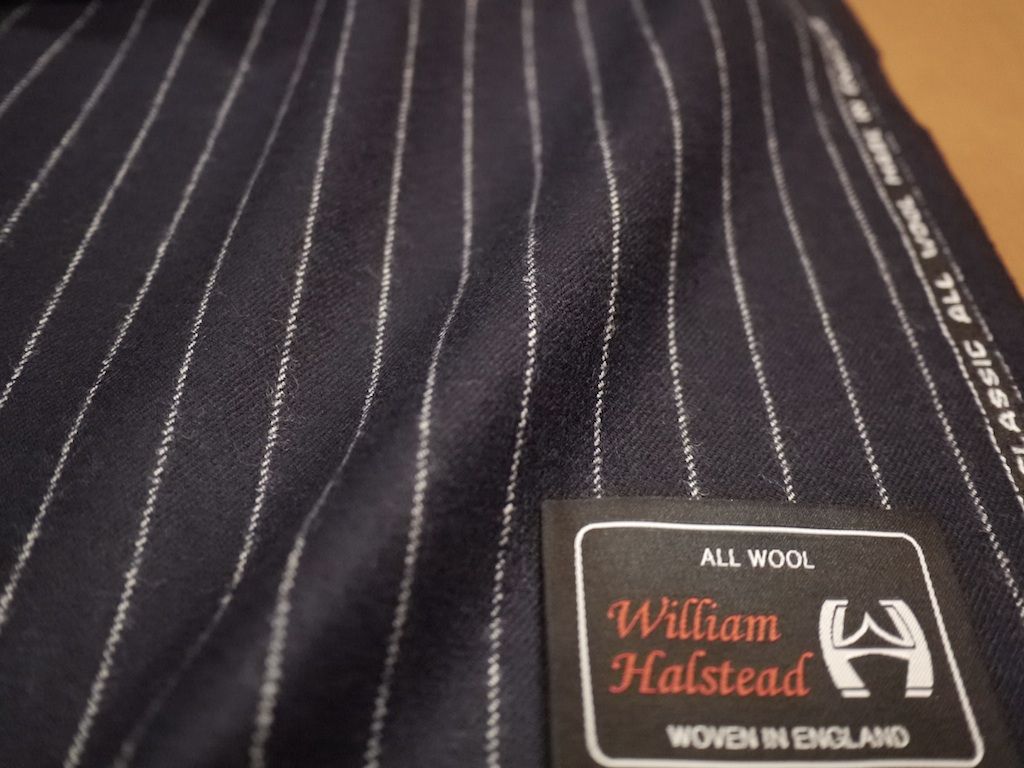 ALL WOOL
William
Halstead
WOVEN IN ENGLAND
CLASSIC ALL WOOL MADE IN